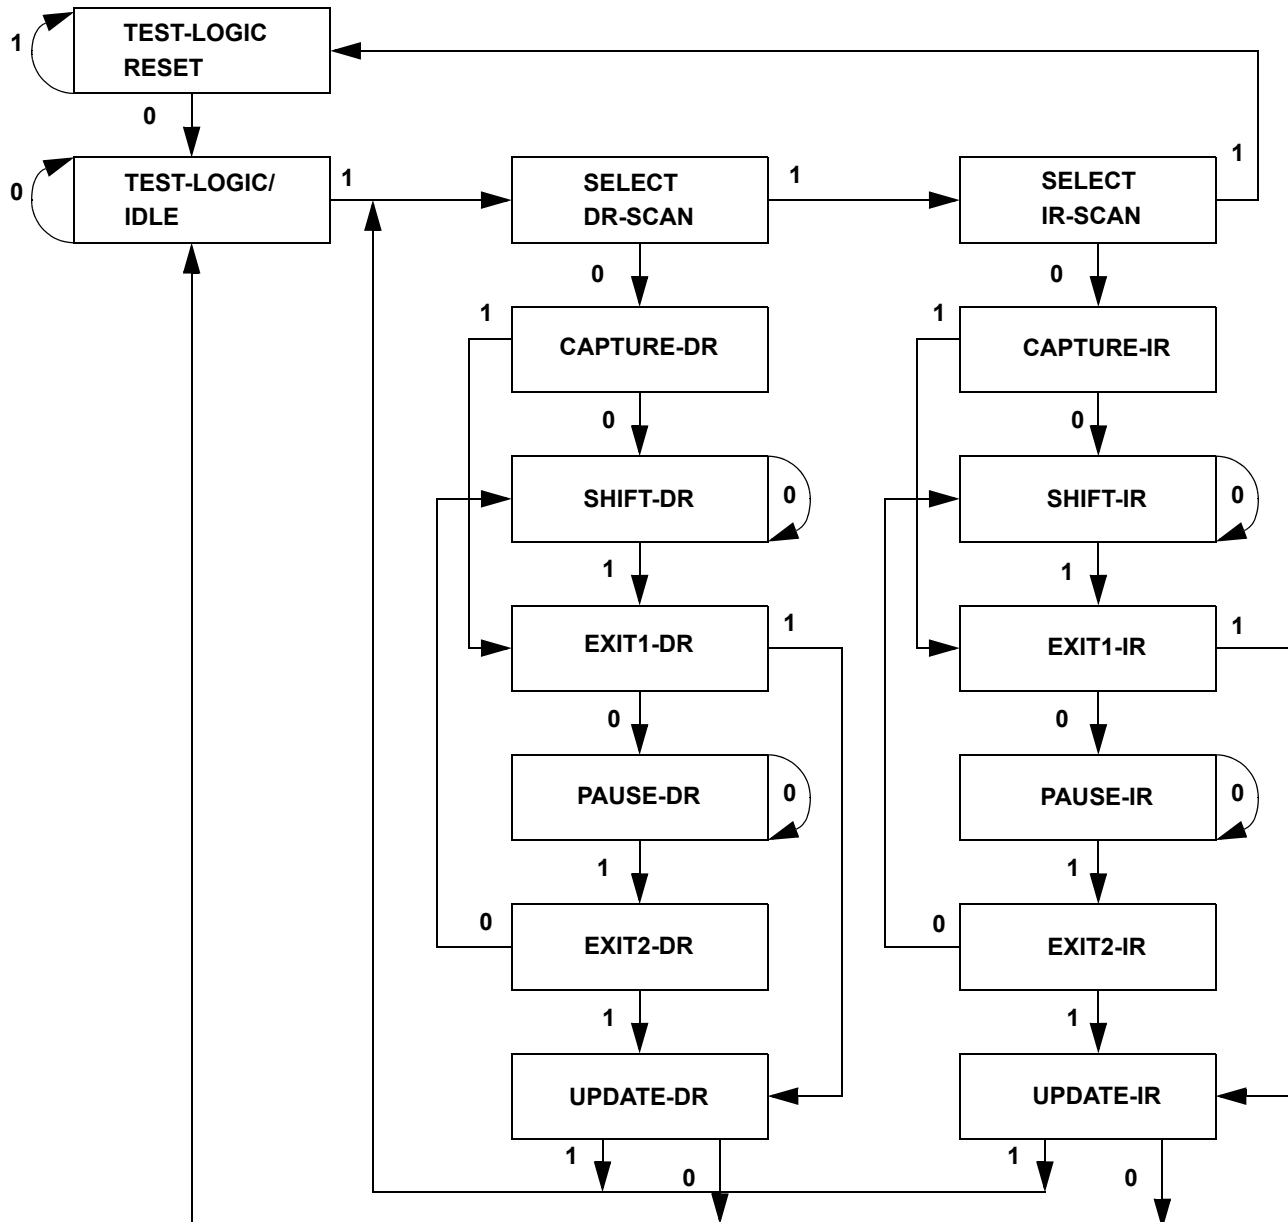 1
TEST-LOGIC
RESET
0
0
TEST-LOGIC/
IDLE
1
SELECT
DR-SCAN
1
SELECT
IR-SCAN
1
0
0
1
CAPTURE-DR
1
CAPTURE-IR
0
0
SHIFT-DR
0
SHIFT-IR
0
1
1
EXIT1-DR
1
EXIT1-IR
1
0
0
PAUSE-DR
0
PAUSE-IR
0
1
1
0
EXIT2-DR
0
EXIT2-IR
1
1
UPDATE-DR
UPDATE-IR
1
0
1
0